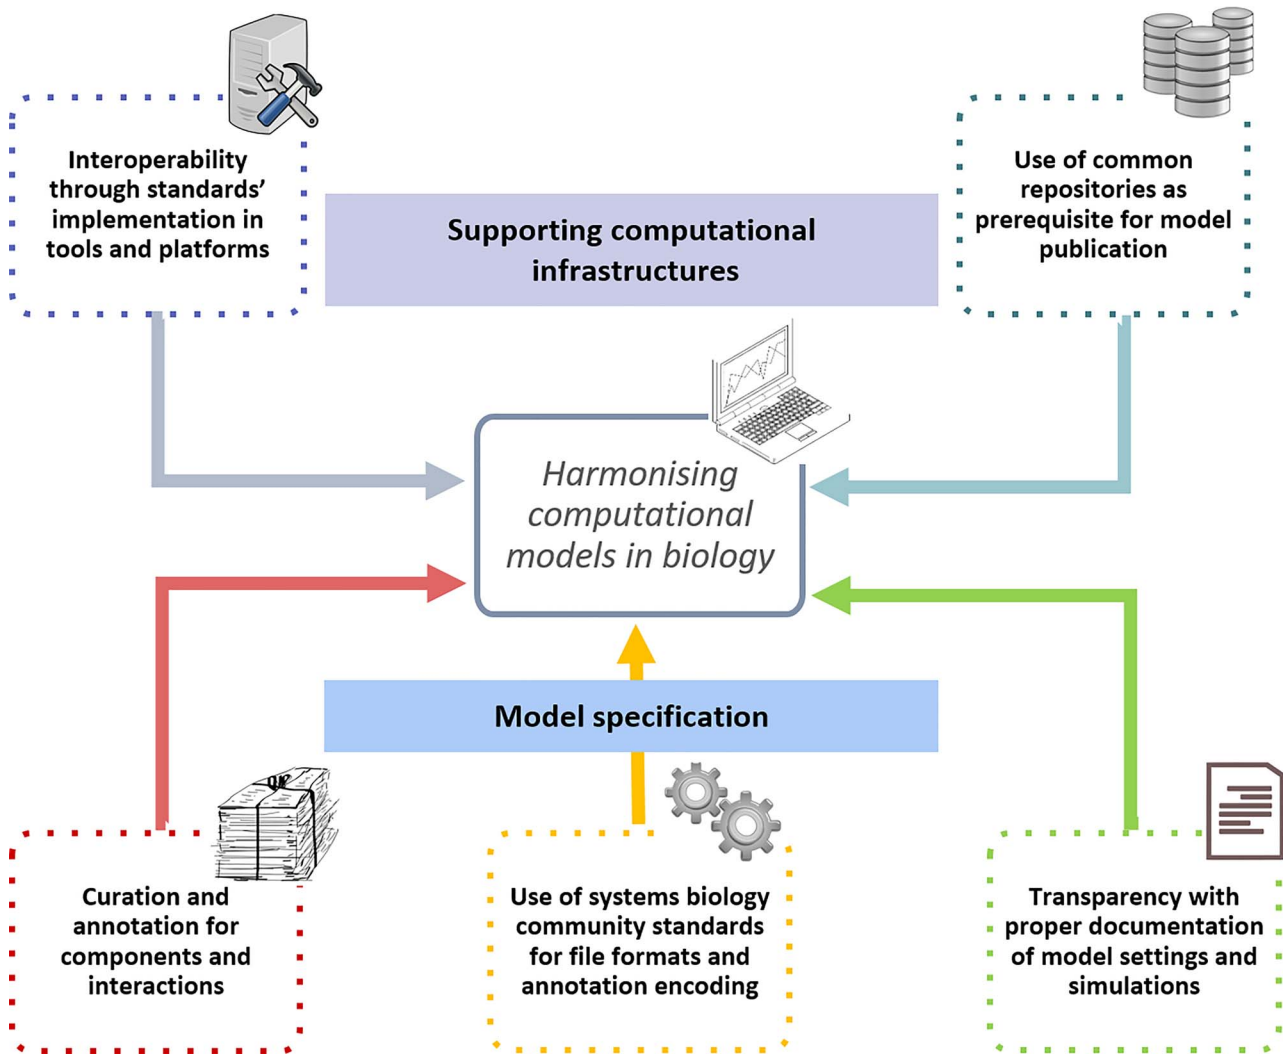 Interoperability
through standards’
implementation in
tools and platforms
Supporting computational
infrastructures
Use of common
repositories as
prerequisite for model
publication
Harmonising
computational
models in biology
Model specification
Curation and
annotation for
components and
interactions
Use of systems biology
community standards
for file formats and
annotation encoding
Transparency with
proper documentation
of model settings and
simulations